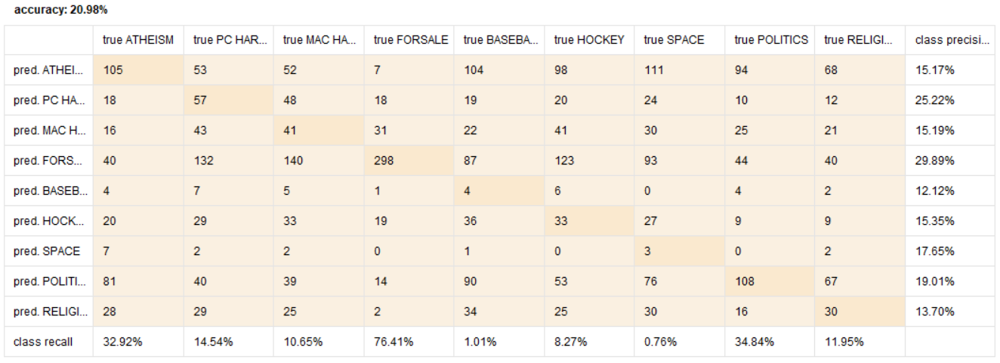 accuracy: 20.98%
true ATHEISM true PC HAR... true MAC HA... true FORSALE true BASEBA... true HOCKEY true SPACE true POLITICS true RELIGI... class precisi...
pred. ATHEI... 105 53 52 7 104 98 111 94 68 15.17%
pred. PC HA... 18 57 48 18 19 20 24 10 12 25.22%
pred. MAC H... 16 43 41 31 22 41 30 25 21 15.19%
pred. FORS... 40 132 140 298 87 123 93 44 40 29.89%
pred. BASEB... 4 7 5 1 4 6 0 4 2 12.12%
pred. HOCK... 20 29 33 19 36 33 27 9 9 15.35%
pred. SPACE 7 2 2 0 1 0 3 0 2 17.65%
pred. POLITI... 81 40 39 14 90 53 76 108 67 19.01%
pred. RELIGI... 28 29 25 2 34 25 30 16 30 13.70%
class recall 32.92% 14.54% 10.65% 76.41% 1.01% 8.27% 0.76% 34.84% 11.95%